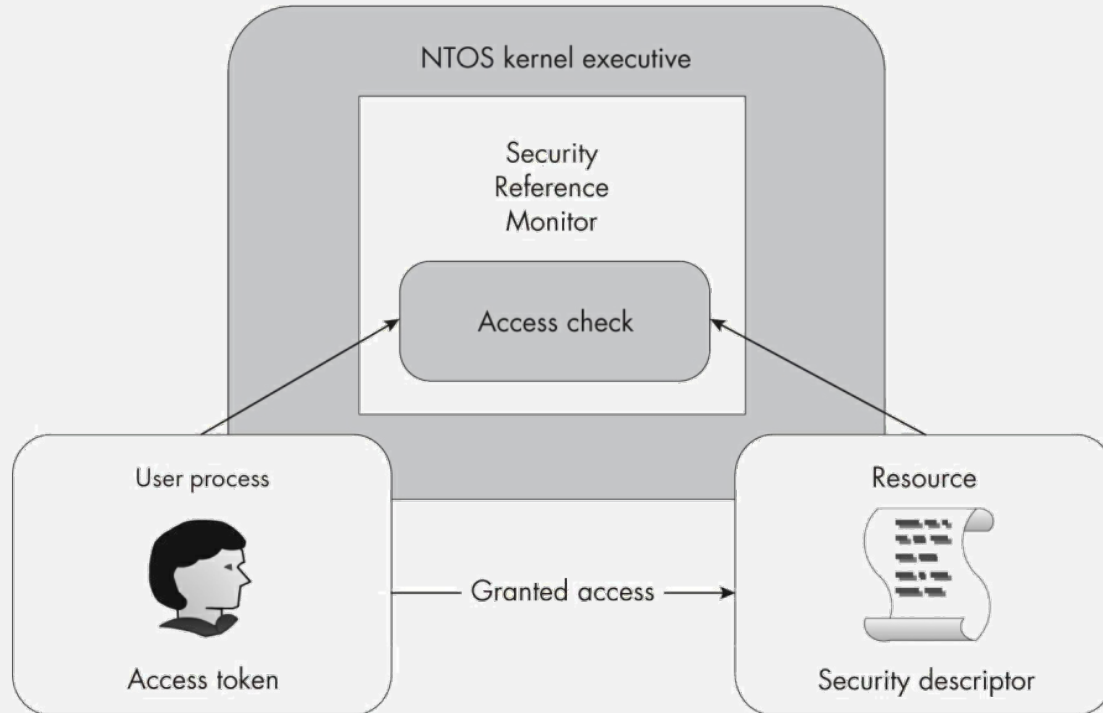 NTOS kernel executive
Security
Reference
Monitor
Access check
User process
Access token
Granted access
Resource
Security descriptor